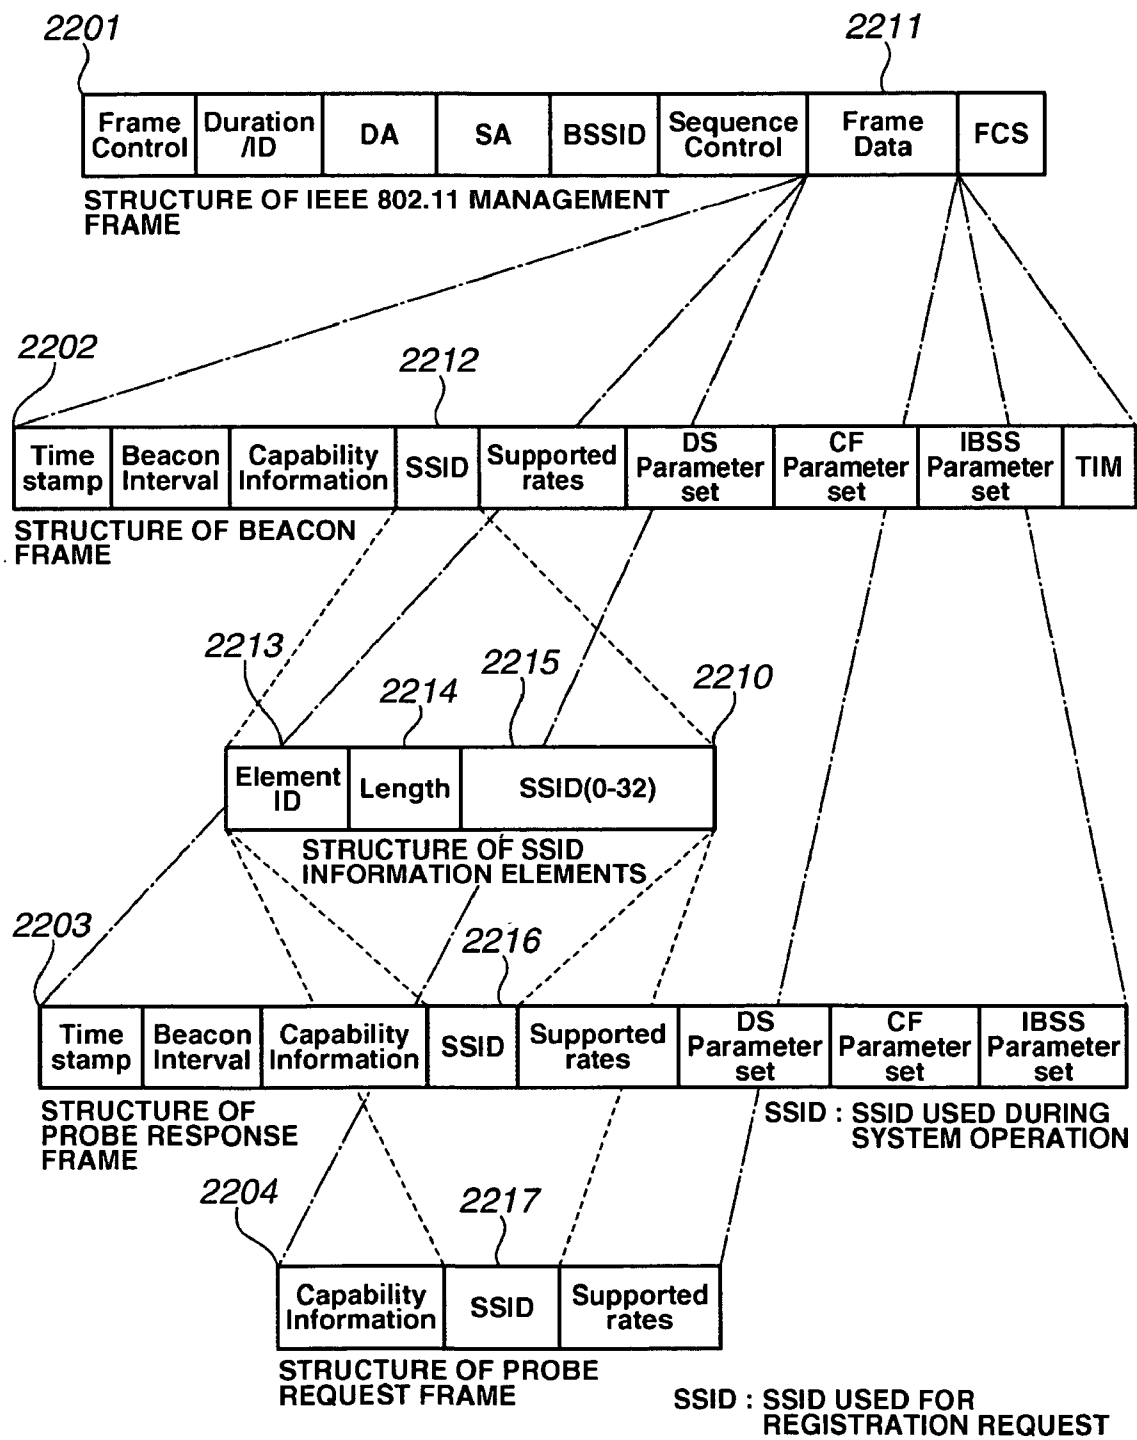 2201
2211
Frame Control
Duration /ID
DA
SA
BSSID
Sequence Control
Frame Data
FCS
STRUCTURE OF IEEE 802.11 MANAGEMENT
FRAME
2202
2212
Time stamp
Beacon Interval
Capability Information
SSID
Supported rates
DS Parameter set
CF Parameter set
IBSS Parameter set
TIM
STRUCTURE OF BEACON
FRAME
2213
2214
2215
2210
Element ID
Length
SSID(0-32)
STRUCTURE OF SSID
INFORMATION ELEMENTS
2203
2216
Time stamp
Beacon Interval
Capability Information
SSID
Supported rates
DS Parameter set
CF Parameter set
IBSS Parameter set
STRUCTURE OF
PROBE RESPONSE
FRAME
SSID : SSID USED DURING
SYSTEM OPERATION
2204
2217
Capability Information
SSID
Supported rates
STRUCTURE OF PROBE
REQUEST FRAME
SSID : SSID USED FOR
REGISTRATION REQUEST